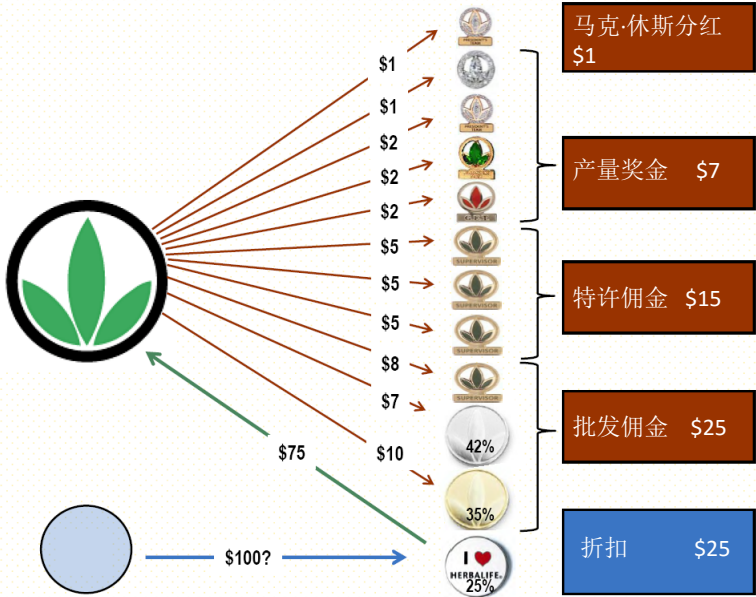 马克·休斯分红
$1
产量奖金 $7
特许佣金 $15
批发佣金 $25
折扣 $25
$1
$1
$2
$2
$2
$5
$5
$5
$8
$7
$10
$75
$100?
SUPERVISOR
SUPERVISOR
SUPERVISOR
SUPERVISOR
42%
35%
I
HERBALIFE
25%